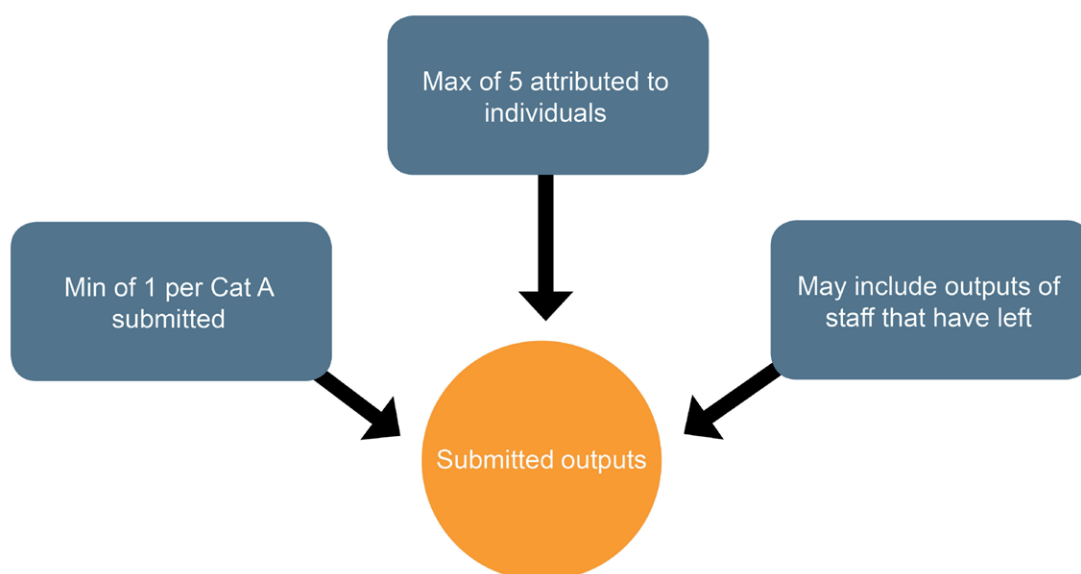 Max of 5 attributed to
individuals
Min of 1 per Cat A
submitted
May include outputs of
staff that have left
Submitted outputs